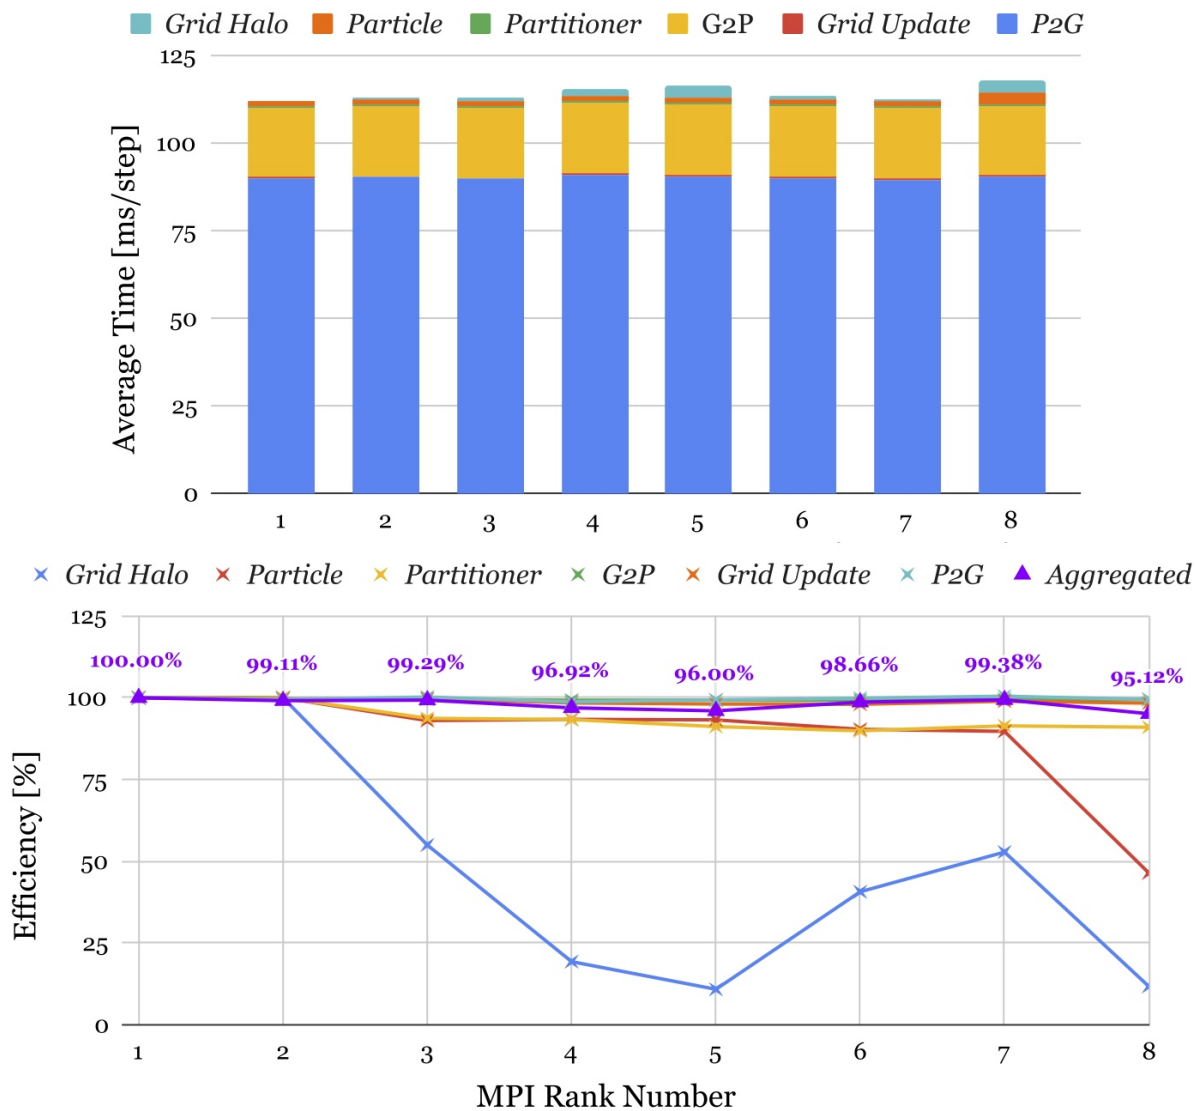 Grid Halo Particle Partitioner G2P Grid Update P2G
125
100
75
50
25
0
Average Time [ms/step]
1 2 3 4 5 6 7 8
Grid Halo Particle Partitioner G2P Grid Update P2G Aggregated
125
100.00% 99.11% 99.29% 96.92% 96.00% 98.66% 99.38% 95.12%
100
75
50
25
0
Efficiency [%]
1 2 3 4 5 6 7 8
MPI Rank Number